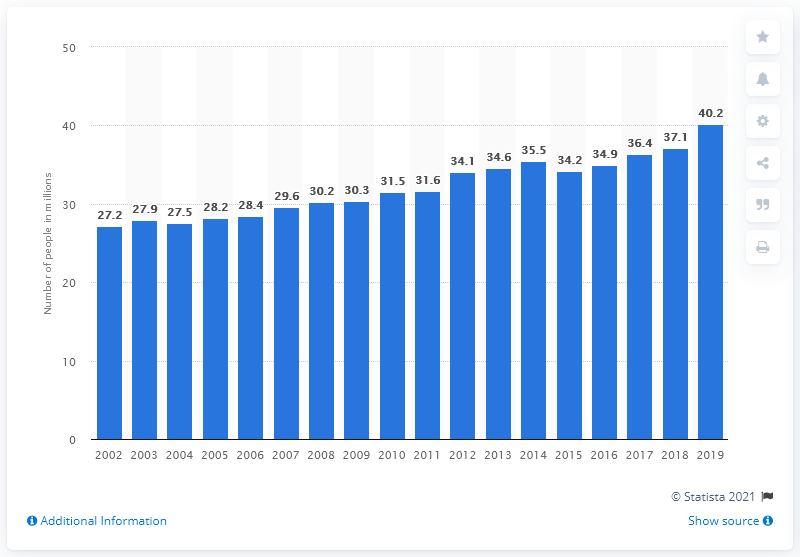 50
40
30
20
10
0
Number of people in millions
27.2 27.9 27.5 28.2 28.4 29.6 30.2 30.3 31.5 31.6 34.1 34.6 35.5 34.2 34.9 36.4 37.1 40.2
2002 2003 2004 2005 2006 2007 2008 2009 2010 2011 2012 2013 2014 2015 2016 2017 2018 2019
© Statista 2021
Additional Information
Show source